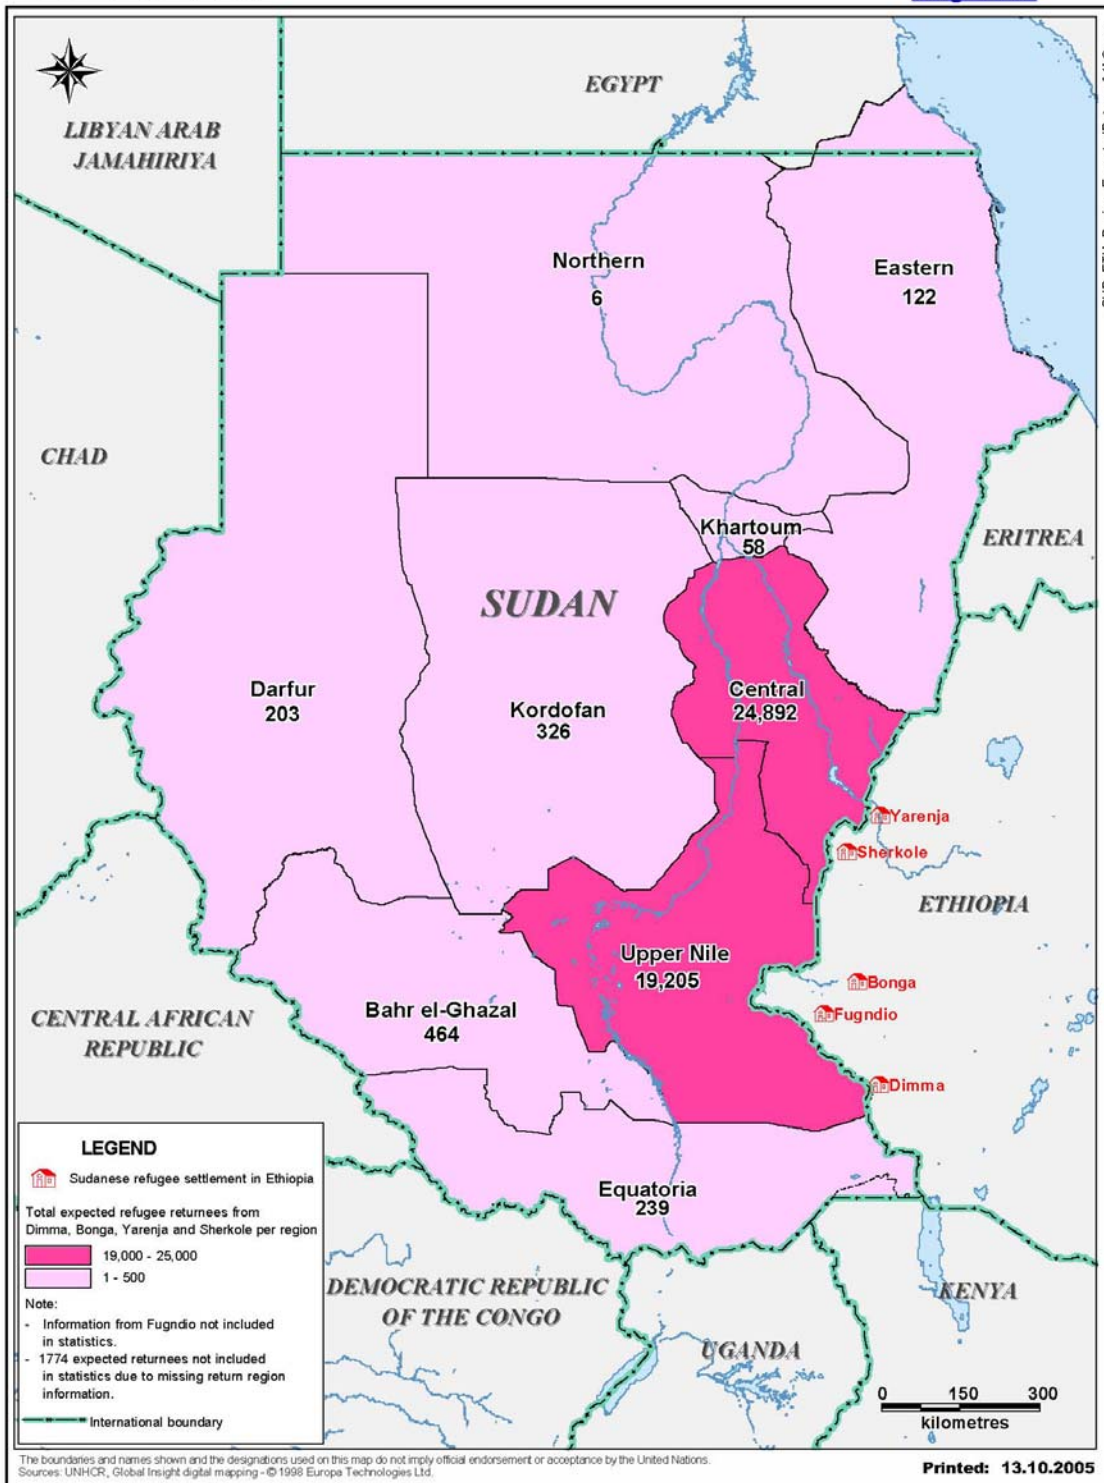 EGYPT
LIBYAN ARAB
JAMAHIRIYA
Northern
6
Eastern
122
CHAD
Khartoum
58
ERITREA
SUDAN
Darfur
203
Kordofan
326
Central
24,892
Yarenja
Sherkole
ETHIOPIA
Upper Nile
19,205
Bonga
Fugndio
Bahr el-Ghazal
464
CENTRAL AFRICAN
REPUBLIC
Dimma
Equatoria
239
LEGEND
Sudanese refugee settlement in Ethiopia
Total expected refugee returnees from
Dimma, Bonga, Yarenja and Sherkole per region
19,000 - 25,000
1 - 500
Note:
- Information from Fugndio not included
in statistics.
- 1774 expected returnees not included
in statistics due to missing return region
information.
International boundary
DEMOCRATIC REPUBLIC
OF THE CONGO
KENYA
UGANDA
0 150 300
kilometres
The boundaries and names shown and the designations used on this map do not imply official endorsement or acceptance by the United Nations.
Sources: UNHCR, Global Insight digital mapping - © 1998 Europa Technologies Ltd.
Printed: 13.10.2005